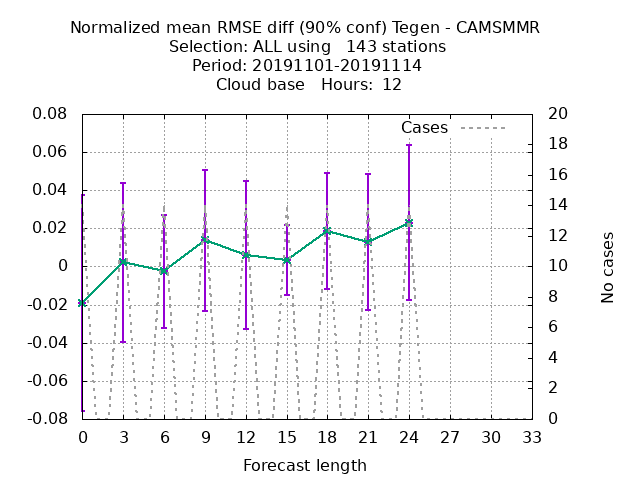 Normalized mean RMSE diff (90% conf) Tegen - CAMSMMR
Selection: ALL using   143 stations
Period: 20191101-20191114
Cloud base   Hours:  12
Cases
0.08
0.06
0.04
0.02
0
-0.02
-0.04
-0.06
-0.08
20
18
16
14
12
10
8
6
4
2
0
No cases
0 3 6 9 12 15 18 21 24 27 30 33
Forecast length